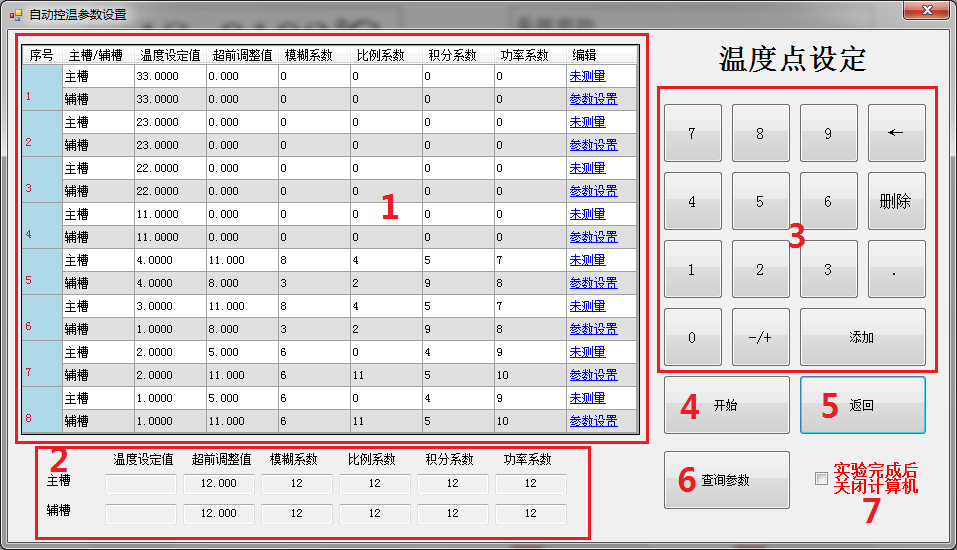 自动控温参数设置
温度点设定
序号 主槽/辅槽 温度设定值 超前调整值 模糊系数 比例系数 积分系数 功率系数 编辑
主槽 33.0000 0.000 0 0 0 0 未测量
1 辅槽 33.0000 0.000 0 0 0 0 参数设置
主槽 23.0000 0.000 0 0 0 0 未测量
2 辅槽 23.0000 0.000 0 0 0 0 参数设置
主槽 22.0000 0.000 0 0 0 0 未测量
3 辅槽 22.0000 0.000 0 0 0 0 参数设置
主槽 11.0000 0.000 0 0 0 0 未测量
4 辅槽 11.0000 0.000 0 0 0 0 参数设置
主槽 4.0000 11.000 8 4 5 7 未测量
5 辅槽 4.0000 8.000 3 2 9 8 参数设置
主槽 3.0000 11.000 8 4 5 7 未测量
6 辅槽 1.0000 8.000 3 2 9 8 参数设置
主槽 2.0000 5.000 6 0 4 9 未测量
7 辅槽 2.0000 11.000 6 11 5 10 参数设置
主槽 1.0000 5.000 6 0 4 9 未测量
8 辅槽 1.0000 11.000 6 11 5 10 参数设置
1
7 8 9 ←
4 5 6 删除
3
1 2 3 .
0 -/+ 添加
4 开始 5 返回
2 温度设定值 超前调整值 模糊系数 比例系数 积分系数 功率系数
主槽 12.000 12 12 12 12
辅槽 12.000 12 12 12 12
6 查询参数
实验完成后
关闭计算机
7